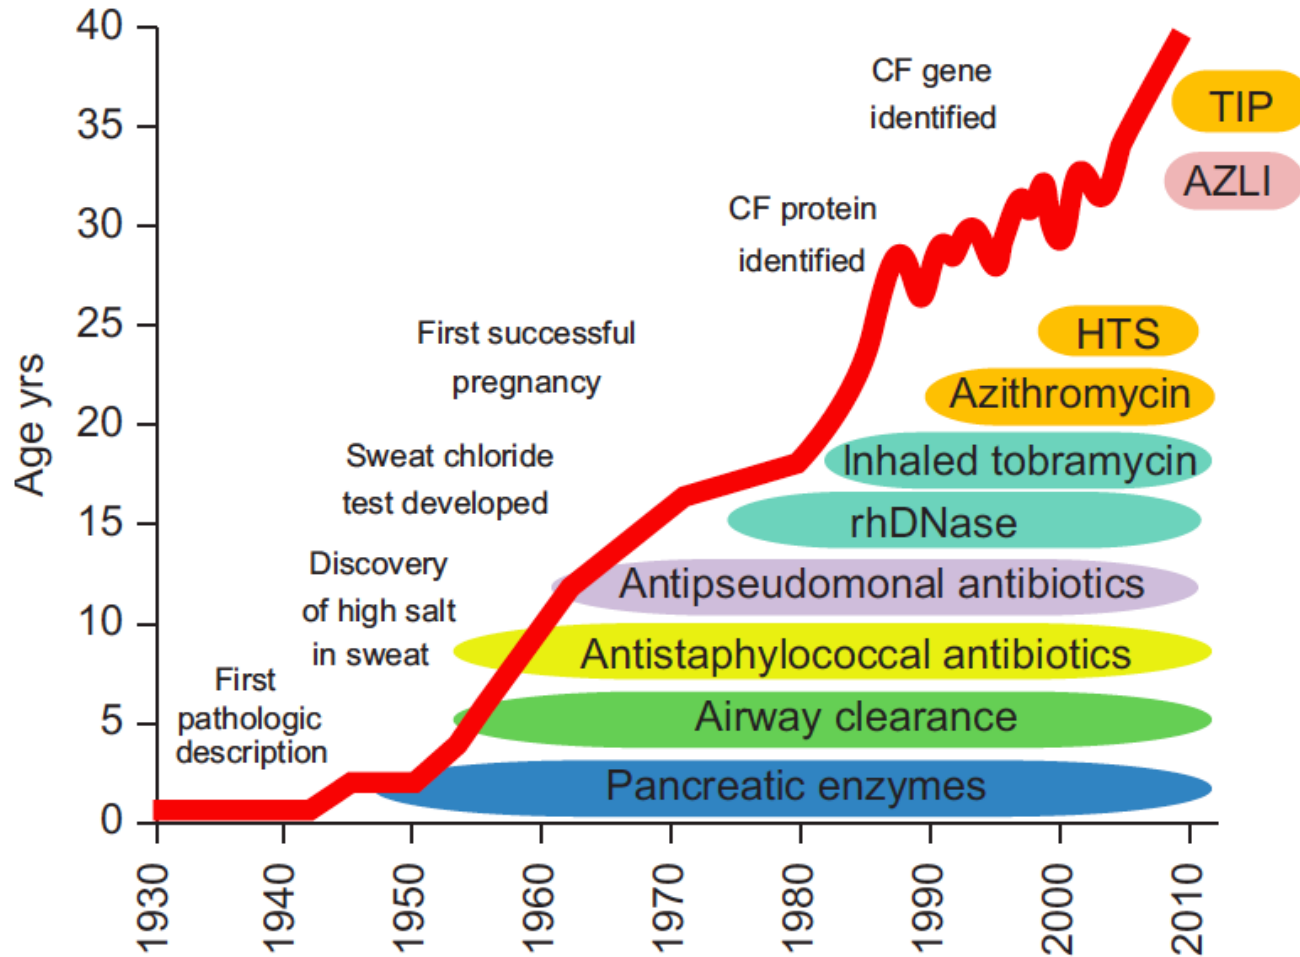 40
35
30
25
20
15
10
5
0
Age yrs
1930
1940
1950
1960
1970
1980
1990
2000
2010
First
pathologic
description
Discovery
of high salt
in sweat
Sweat chloride
test developed
First successful
pregnancy
CF protein
identified
CF gene
identified
TIP
AZLI
HTS
Azithromycin
Inhaled tobramycin
rhDNase
Antipseudomonal antibiotics
Antistaphylococcal antibiotics
Airway clearance
Pancreatic enzymes